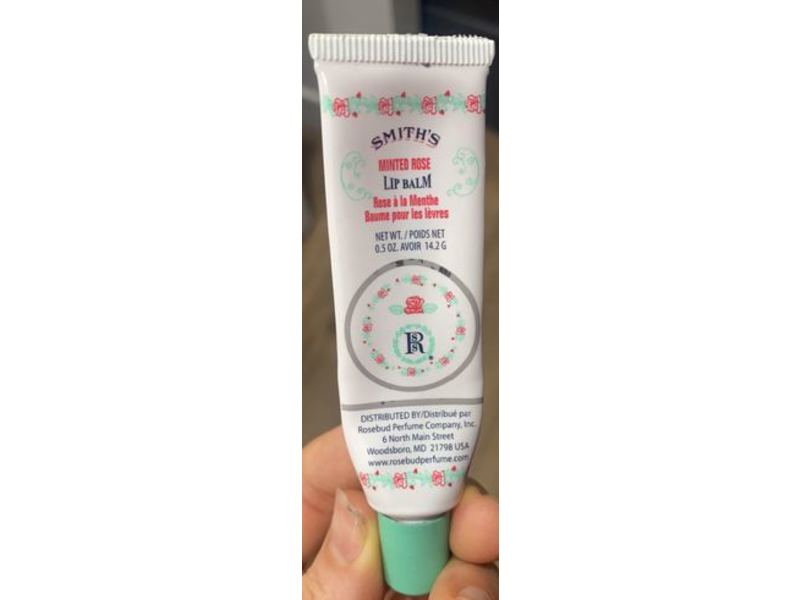 SMITH'S
MINTED ROSE
LIP BALM
Rose à la Menthe
Baume pour les lèvres
NET WT. / POIDS NET
0.5 OZ. AVOIR 14.2 G
R
DISTRIBUTED BY/Distribué par
Rosebud Perfume Company, Inc.
6 North Main Street
Woodsboro, MD 21798 USA
www.rosebudperfume.com